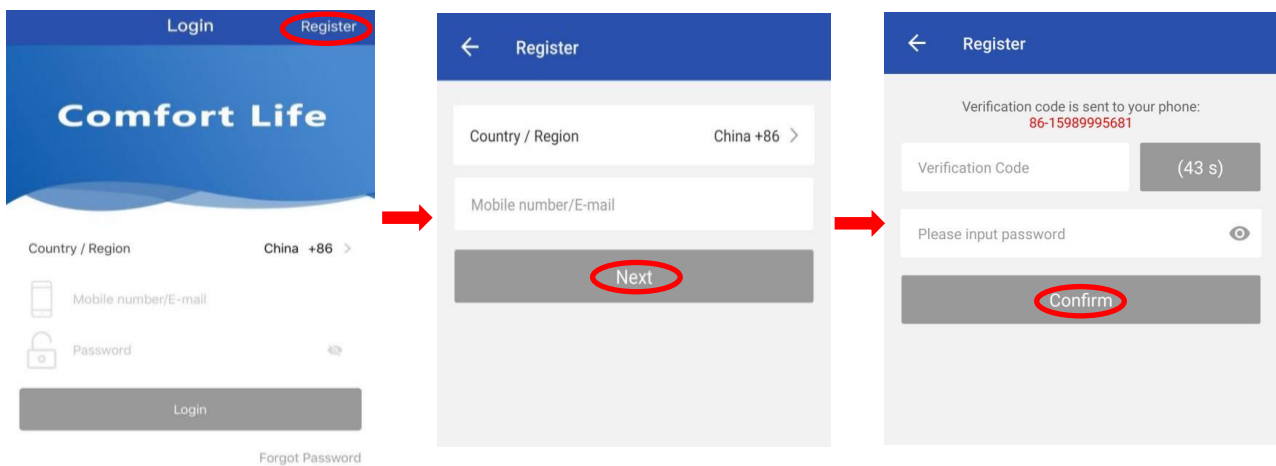 Login
Register
Comfort Life
Country / Region
China +86 >
Mobile number/E-mail
Password
Login
Forgot Password
Register
Country / Region
China +86 >
Mobile number/E-mail
Next
Register
Verification code is sent to your phone:
86-15989995681
Verification Code
(43 s)
Please input password
Confirm